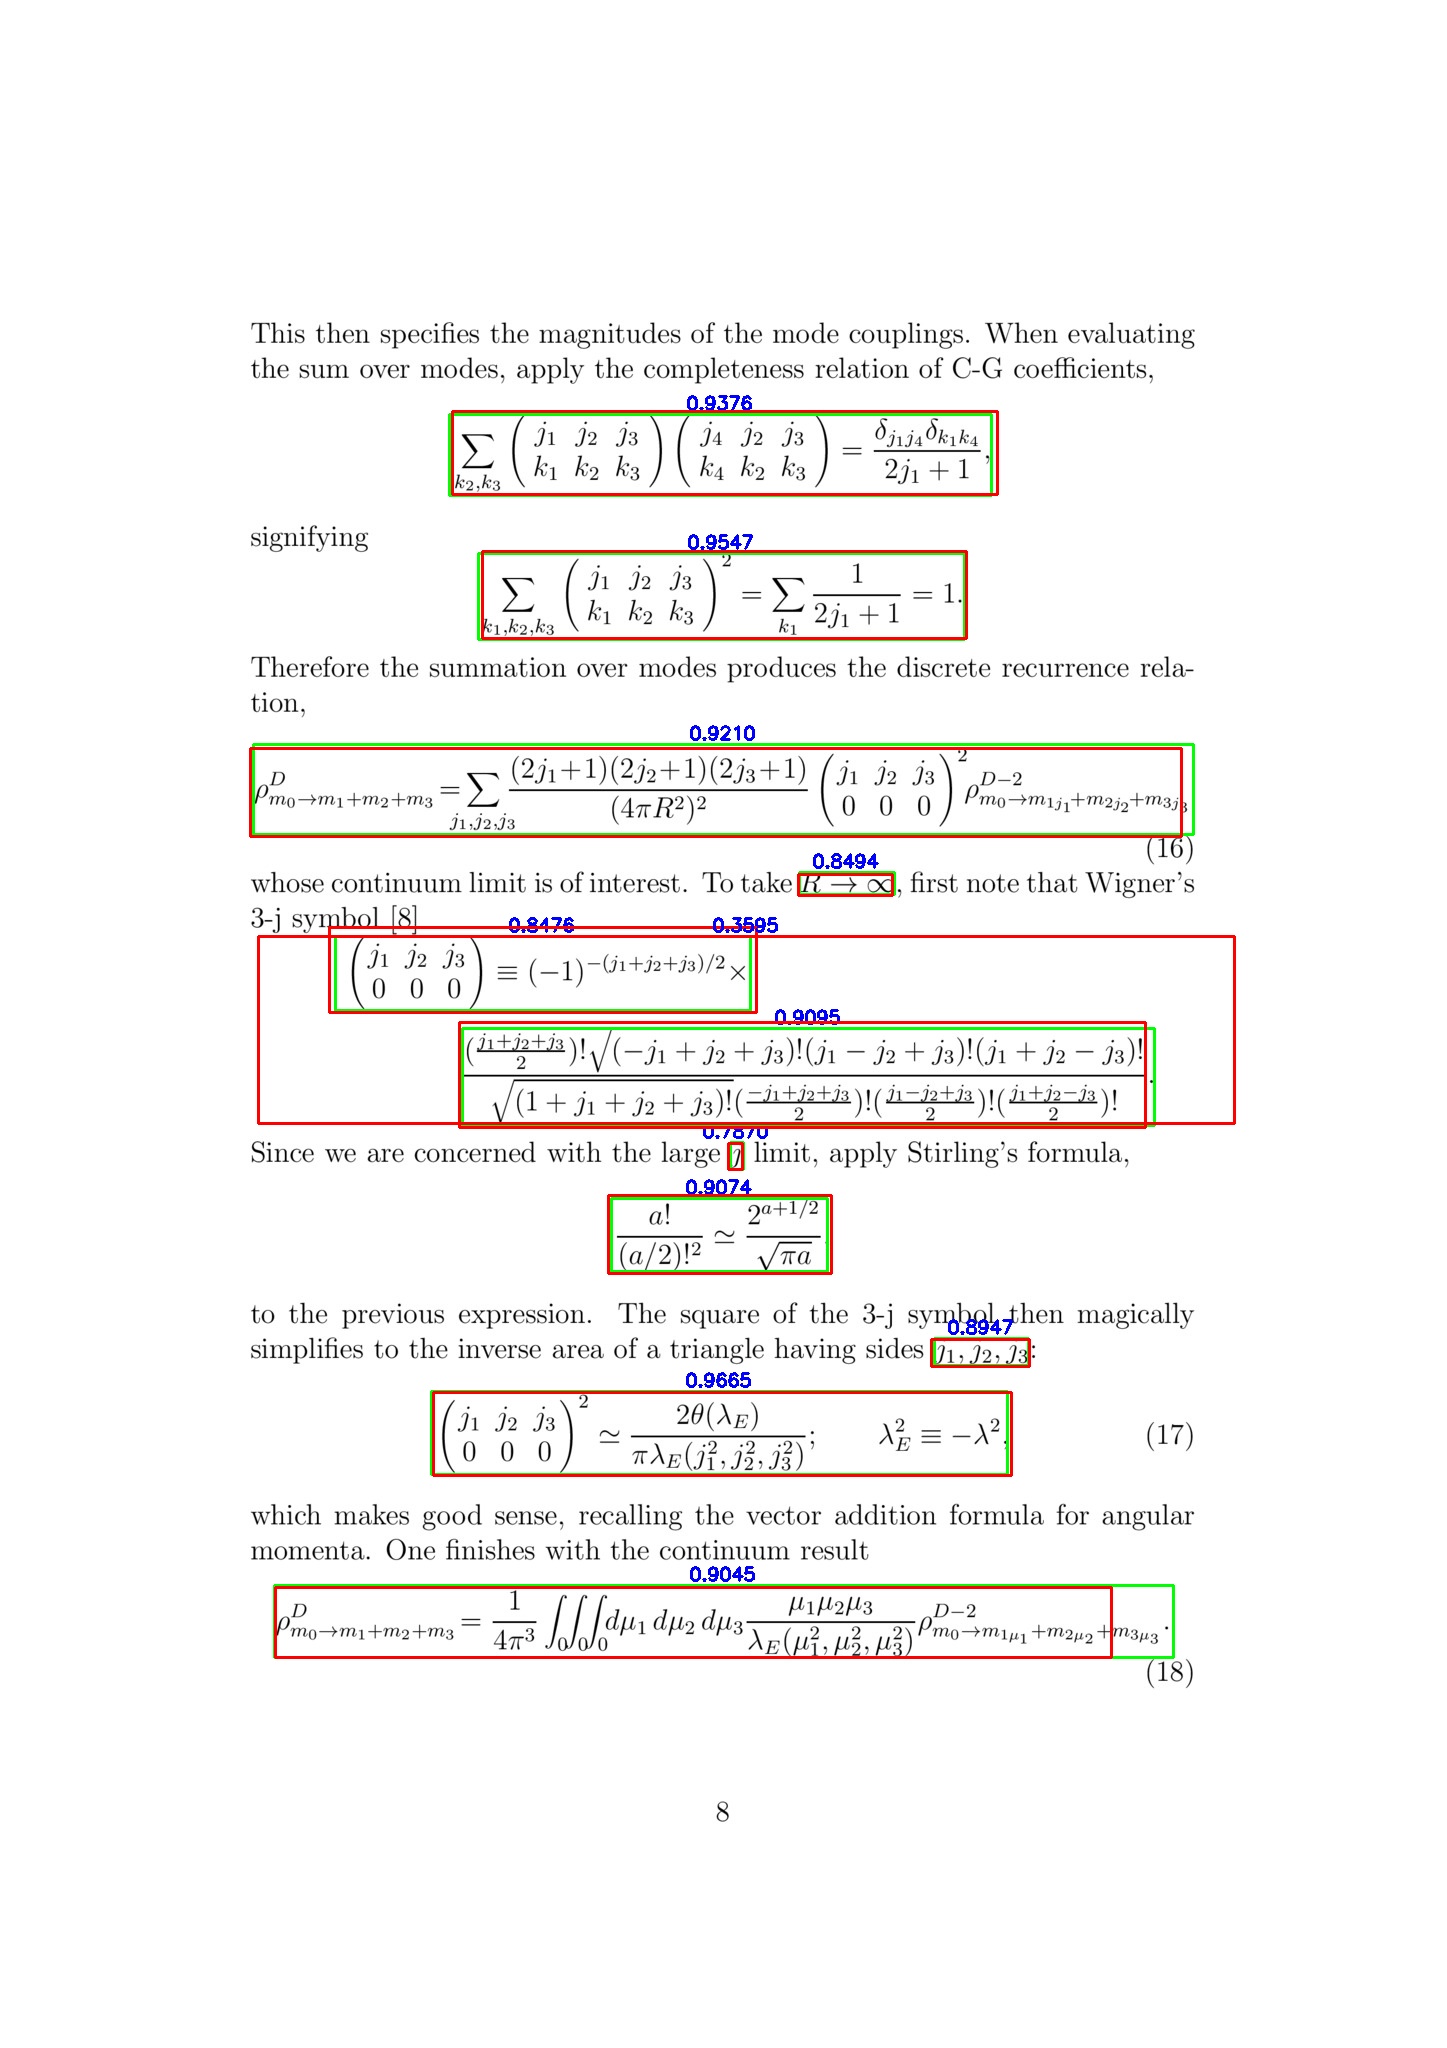 This then specifies the magnitudes of the mode couplings. When evaluating
the sum over modes, apply the completeness relation of C-G coefficients,
0.9376
\sum_{k_2,k_3} \begin{pmatrix} j_1 & j_2 & j_3 \\ k_1 & k_2 & k_3 \end{pmatrix} \begin{pmatrix} j_4 & j_2 & j_3 \\ k_4 & k_2 & k_3 \end{pmatrix} = \frac{\delta_{j_1 j_4} \delta_{k_1 k_4}}{2j_1 + 1},
signifying
0.9547
\sum_{k_1,k_2,k_3} \begin{pmatrix} j_1 & j_2 & j_3 \\ k_1 & k_2 & k_3 \end{pmatrix}^2 = \sum_{k_1} \frac{1}{2j_1 + 1} = 1.
Therefore the summation over modes produces the discrete recurrence rela-
tion,
0.9210
\rho^D_{m_0 \to m_1+m_2+m_3} = \sum_{j_1,j_2,j_3} \frac{(2j_1+1)(2j_2+1)(2j_3+1)}{(4\pi R^2)^2} \begin{pmatrix} j_1 & j_2 & j_3 \\ 0 & 0 & 0 \end{pmatrix}^2 \rho^{D-2}_{m_0 \to m_{1j_1}+m_{2j_2}+m_{3j_3}}
(16)
0.8494
whose continuum limit is of interest. To take R → ∞, first note that Wigner's
3-j symbol [8]
0.8476 0.3595
\begin{pmatrix} j_1 & j_2 & j_3 \\ 0 & 0 & 0 \end{pmatrix} \equiv (-1)^{-(j_1+j_2+j_3)/2} \times
0.9095
\frac{(\frac{j_1+j_2+j_3}{2})! \sqrt{(-j_1+j_2+j_3)!(j_1-j_2+j_3)!(j_1+j_2-j_3)!}}{\sqrt{(1+j_1+j_2+j_3)!} (\frac{-j_1+j_2+j_3}{2})! (\frac{j_1-j_2+j_3}{2})! (\frac{j_1+j_2-j_3}{2})!}.
0.7870
Since we are concerned with the large j limit, apply Stirling's formula,
0.9074
\frac{a!}{(a/2)!^2} \simeq \frac{2^{a+1/2}}{\sqrt{\pi a}}
to the previous expression. The square of the 3-j symbol then magically
0.8947
simplifies to the inverse area of a triangle having sides j_1, j_2, j_3:
0.9665
\begin{pmatrix} j_1 & j_2 & j_3 \\ 0 & 0 & 0 \end{pmatrix}^2 \simeq \frac{2\theta(\lambda_E)}{\pi \lambda_E(j_1^2, j_2^2, j_3^2)}; \qquad \lambda_E^2 \equiv -\lambda^2, (17)
which makes good sense, recalling the vector addition formula for angular
momenta. One finishes with the continuum result
0.9045
\rho^D_{m_0 \to m_1+m_2+m_3} = \frac{1}{4\pi^3} \int_0 \int_0 \int_0 d\mu_1 \, d\mu_2 \, d\mu_3 \frac{\mu_1 \mu_2 \mu_3}{\lambda_E(\mu_1^2, \mu_2^2, \mu_3^2)} \rho^{D-2}_{m_0 \to m_{1\mu_1}+m_{2\mu_2}+m_{3\mu_3}}.
(18)
8